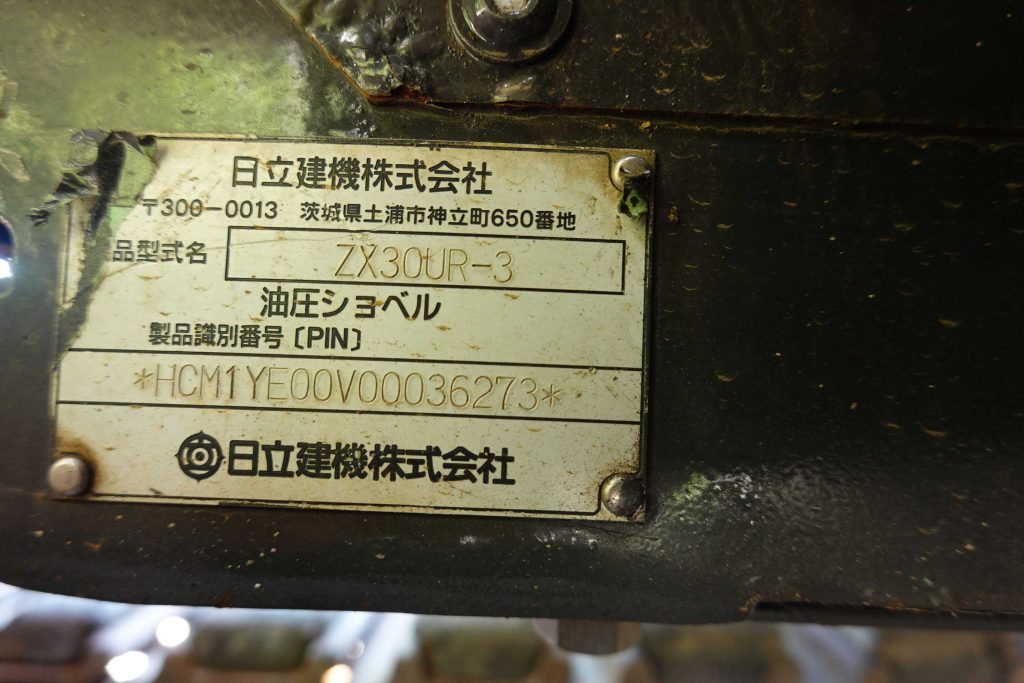 日立建機株式会社
〒300-0013 茨城県土浦市神立町650番地
品型式名 ZX30UR-3
油圧ショベル
製品識別番号〔PIN〕
*HCM1YE00V00036273*
日立建機株式会社